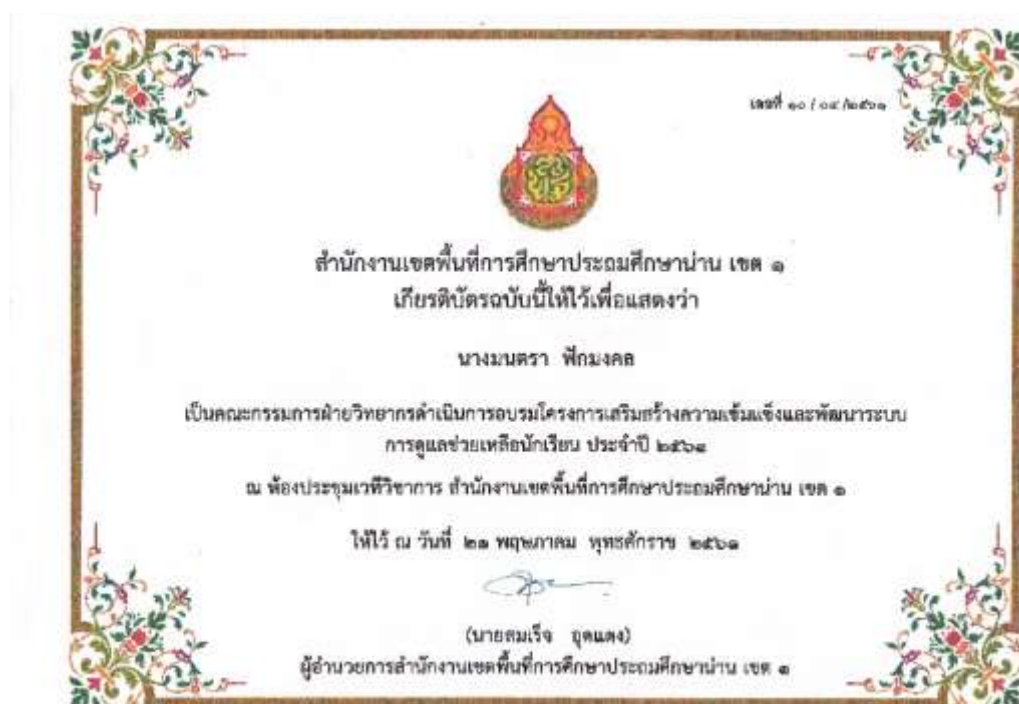 เลขที่ ๑๐ / ๐๔ /๒๕๖๑
สำนักงานเขตพื้นที่การศึกษาประถมศึกษาน่าน เขต ๑
เกียรติบัตรฉบับนี้ให้ไว้เพื่อแสดงว่า
นางมนตรา ฟักมงคล
เป็นคณะกรรมการฝ่ายวิทยากรดำเนินการอบรมโครงการเสริมสร้างความเข้มแข็งและพัฒนาระบบ
การดูแลช่วยเหลือนักเรียน ประจำปี ๒๕๖๑
ณ ห้องประชุมเวทีวิชาการ สำนักงานเขตพื้นที่การศึกษาประถมศึกษาน่าน เขต ๑
ให้ไว้ ณ วันที่ ๒๑ พฤษภาคม พุทธศักราช ๒๕๖๑
(นายสมเร็จ อุดแดง)
ผู้อำนวยการสำนักงานเขตพื้นที่การศึกษาประถมศึกษาน่าน เขต ๑